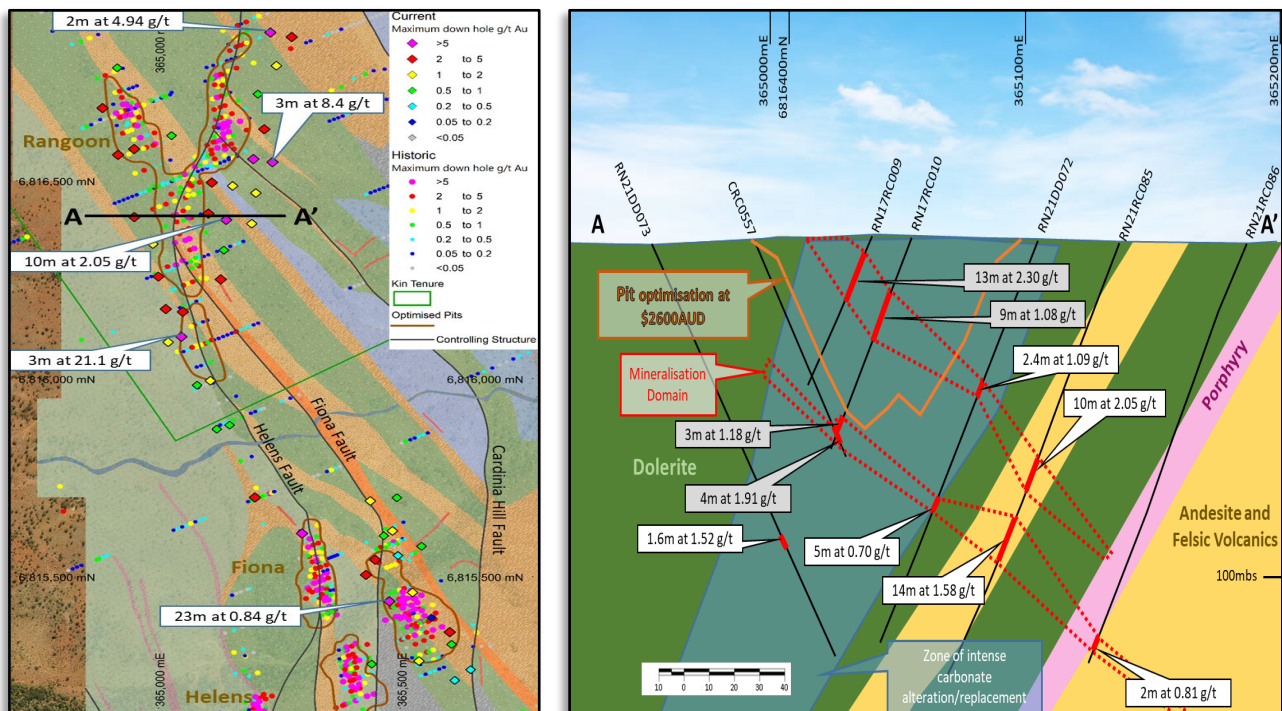 2m at 4.94 g/t
365,000 mE
3m at 8.4 g/t
Rangoon
6,816,500 mN
A
A'
10m at 2.05 g/t
3m at 21.1 g/t
6,816,000 mN
6,816,000 mN
Helens Fault
Fiona Fault
Cardinia Hill Fault
Fiona
6,815,500 mN
6,815,500 mN
23m at 0.84 g/t
365,000 mE
365,500 mE
Helens
Current
Maximum down hole g/t Au
>5
2 to 5
1 to 2
0.5 to 1
0.2 to 0.5
0.05 to 0.2
<0.05
Historic
Maximum down hole g/t Au
>5
2 to 5
1 to 2
0.5 to 1
0.2 to 0.5
0.05 to 0.2
<0.05
Kin Tenure
Optimised Pits
Controlling Structure
365000mE
6816400mN
365100mE
365200mE
RN21DD073
CRC0557
RN17RC009
RN17RC010
RN21DD072
RN21RC085
RN21RC086
A
A'
Pit optimisation at
$2600AUD
13m at 2.30 g/t
9m at 1.08 g/t
2.4m at 1.09 g/t
10m at 2.05 g/t
Mineralisation
Domain
3m at 1.18 g/t
Dolerite
4m at 1.91 g/t
1.6m at 1.52 g/t
5m at 0.70 g/t
14m at 1.58 g/t
Porphyry
Andesite and
Felsic Volcanics
100mbs
Zone of intense
carbonate
alteration/replacement
2m at 0.81 g/t
10 0 10 20 30 40